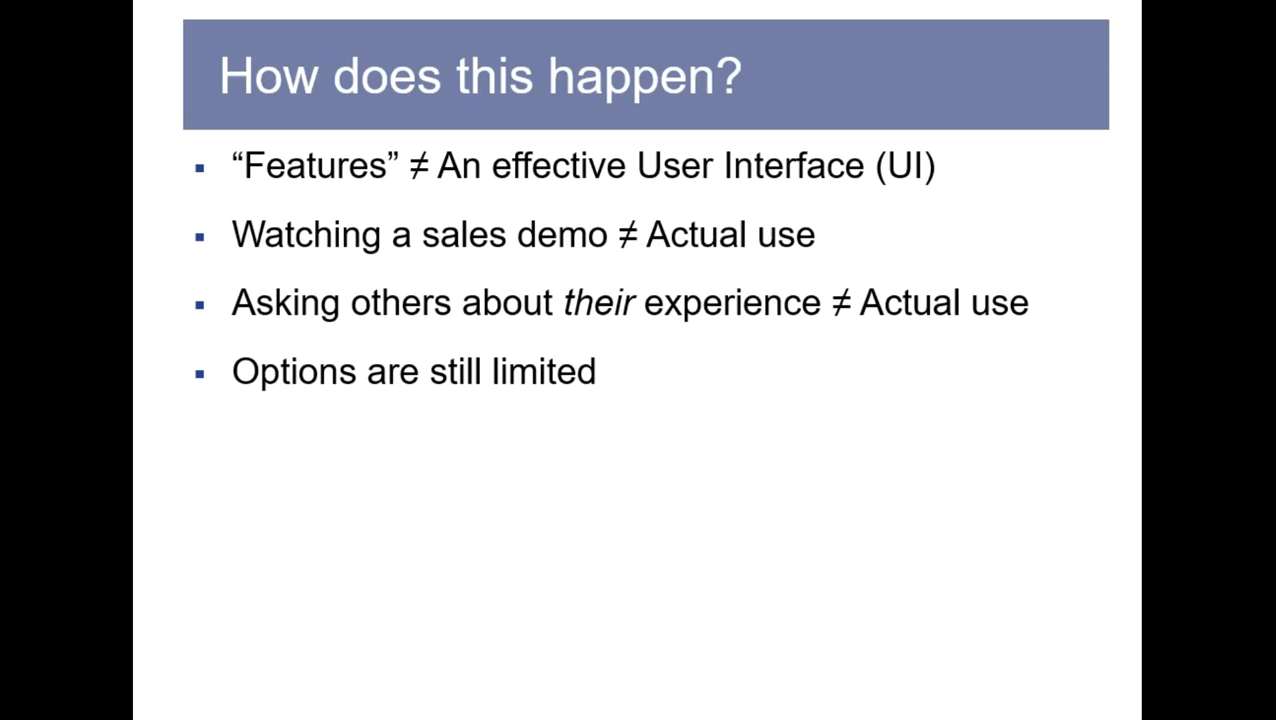 How does this happen?
▪ “Features” ≠ An effective User Interface (UI)
▪ Watching a sales demo ≠ Actual use
▪ Asking others about their experience ≠ Actual use
▪ Options are still limited